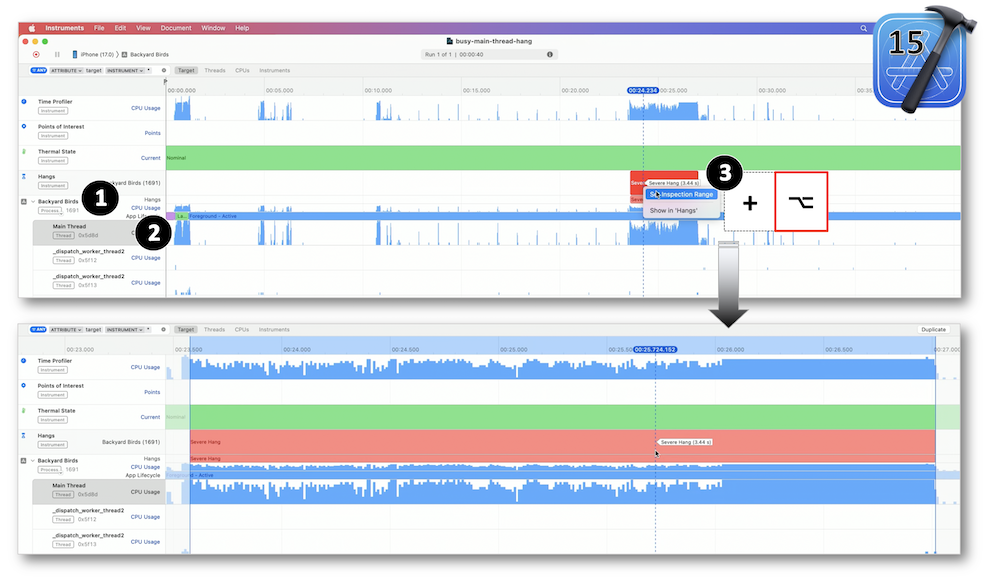 Instruments File Edit View Document Window Help
15
busy-main-thread-hang
iPhone (17.0) 〉 Backyard Birds
Run 1 of 1 | 00:00:40
ANY ATTRIBUTE target INSTRUMENT Target Threads CPUs Instruments
00:00.000 00:05.000 00:10.000 00:15.000 00:20.000 00:24.234 00:25.000 00:30.000
Time Profiler
Instrument
CPU Usage
Points of Interest
Instrument
Points
Thermal State
Instrument
Current
Nominal
Hangs
Instrument
Backyard Birds (1691)
Severe Hang (3.44 s)
3
Set Inspection Range
Show in 'Hangs'
+ ⌥
1
Backyard Birds
Process 1691
Hangs
CPU Usage
Foreground - Active
2
Main Thread
Thread 0x5d8d
_dispatch_worker_thread2
Thread 0x5f12
CPU Usage
_dispatch_worker_thread2
Thread 0x5f13
CPU Usage
ANY ATTRIBUTE target INSTRUMENT Target Threads CPUs Instruments Duplicate
00:23.000 00:23.500 00:24.000 00:24.500 00:25.000 00:25.724.192 00:26.000 00:26.500 00:27.000
Time Profiler
Instrument
CPU Usage
Points of Interest
Instrument
Points
Thermal State
Instrument
Current
Nominal
Hangs
Instrument
Backyard Birds (1691)
Severe Hang
Severe Hang (3.44 s)
Backyard Birds
Process 1691
Hangs
Severe Hang
CPU Usage
App Lifecycle
Foreground - Active
Main Thread
Thread 0x5d8d
CPU Usage
_dispatch_worker_thread2
Thread 0x5f12
CPU Usage
_dispatch_worker_thread2
Thread 0x5f13
CPU Usage